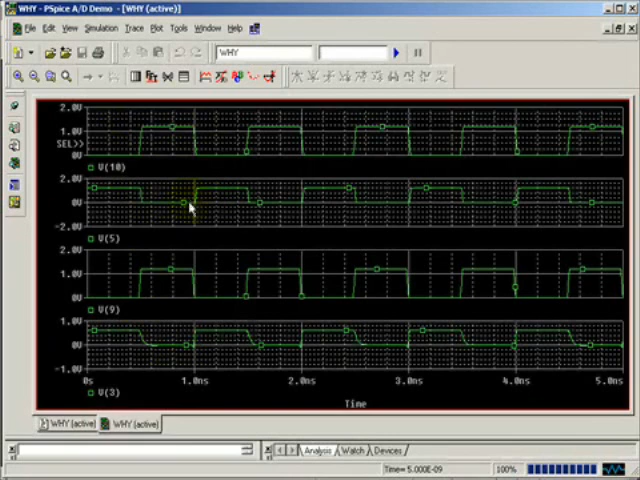 WHY - PSpice A/D Demo - [WHY (active)]
File Edit View Simulation Trace Plot Tools Window Help
WHY
2.0V
1.0V
SEL>>
0V
V(10)
2.0V
0V
-2.0V
V(5)
2.0V
1.0V
0V
V(9)
1.0V
0V
-1.0V
0s 1.0ns 2.0ns 3.0ns 4.0ns 5.0ns
V(3)
Time
WHY (active) WHY (active)
Analysis Watch Devices
Time= 5.000E-09 100%